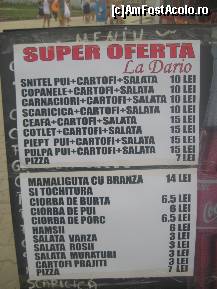 (c)AmFostAcolo.ro
MENIU
SUPER OFERTA
La Dario
SNITEL PUI+CARTOFI+SALATA 10 LEI
COPANELE+CARTOFI+SALATA 10 LEI
CARNACIORI+CARTOFI+SALATA 10 LEI
SCARICICA+CARTOFI+SALATA 10 LEI
CEAFA+CARTOFI+SALATA 15 LEI
COTLET+CARTOFI+SALATA 15 LEI
PIEPT PUI+CARTOFI+SALATA 15 LEI
PULPA PUI+CARTOFI+SALATA 15 LEI
PIZZA 7 LEI
MAMALIGUTA CU BRANZA 14 LEI
SI TOCHITURA
CIORBA DE BURTA 6.5 LEI
CIORBA DE PUI 6 LEI
CIORBA DE PORC 6.5 LEI
HAMSII 6 LEI
SALATA VARZA 3 LEI
SALATA ROSII 3 LEI
SALATA MURATURI 3 LEI
CARTOFI PRAJITI 3 LEI
PIZZA 7 LEI